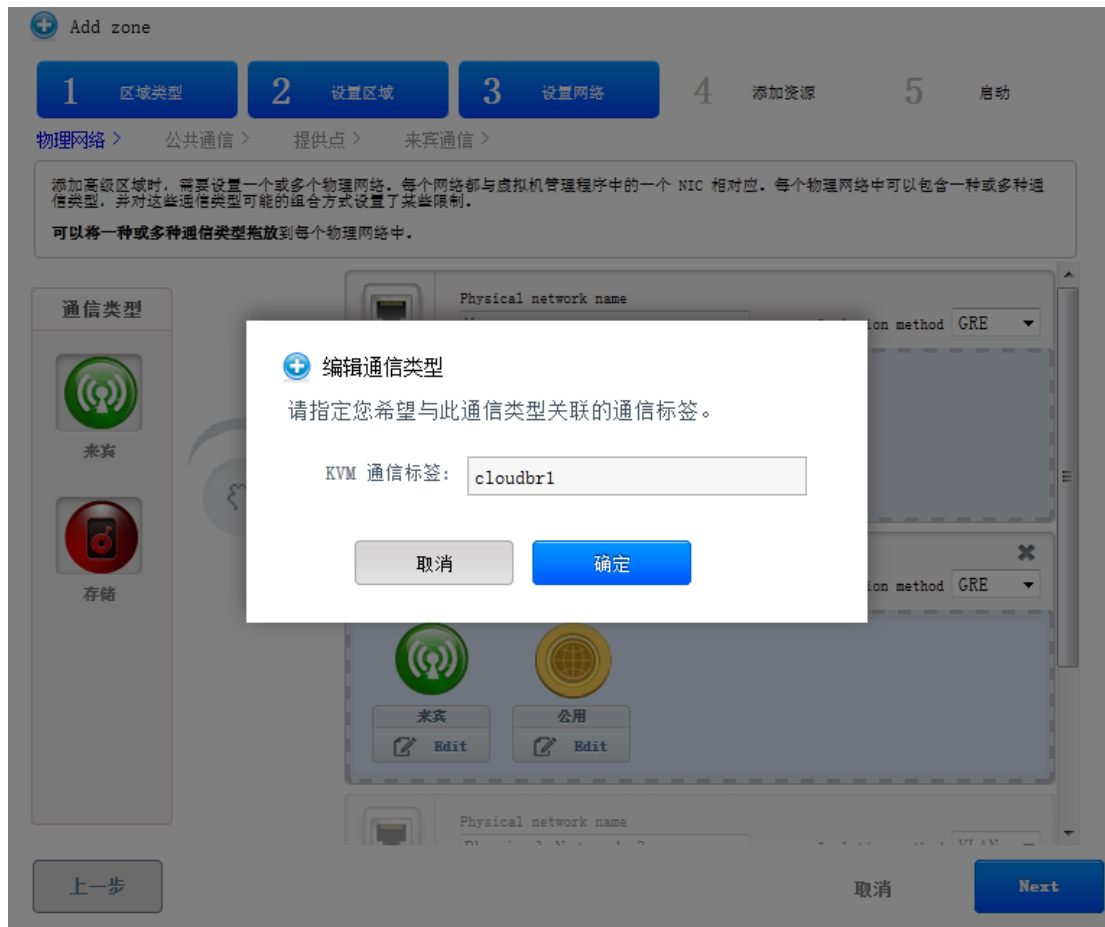 Add zone
1 区域类型 2 设置区域 3 设置网络 4 添加资源 5 启动
物理网络 > 公共通信 > 提供点 > 来宾通信 >
添加高级区域时，需要设置一个或多个物理网络。每个网络都与虚拟机管理程序中的一个 NIC 相对应。每个物理网络中可以包含一种或多种通
信类型，并对这些通信类型可能的组合方式设置了某些限制。
可以将一种或多种通信类型拖放到每个物理网络中。
通信类型
来宾
存储
Physical network name
method GRE
编辑通信类型
请指定您希望与此通信类型关联的通信标签。
KVM 通信标签: cloudbr1
取消 确定
method GRE
来宾 公用
Edit Edit
Physical network name
上一步 取消 Next